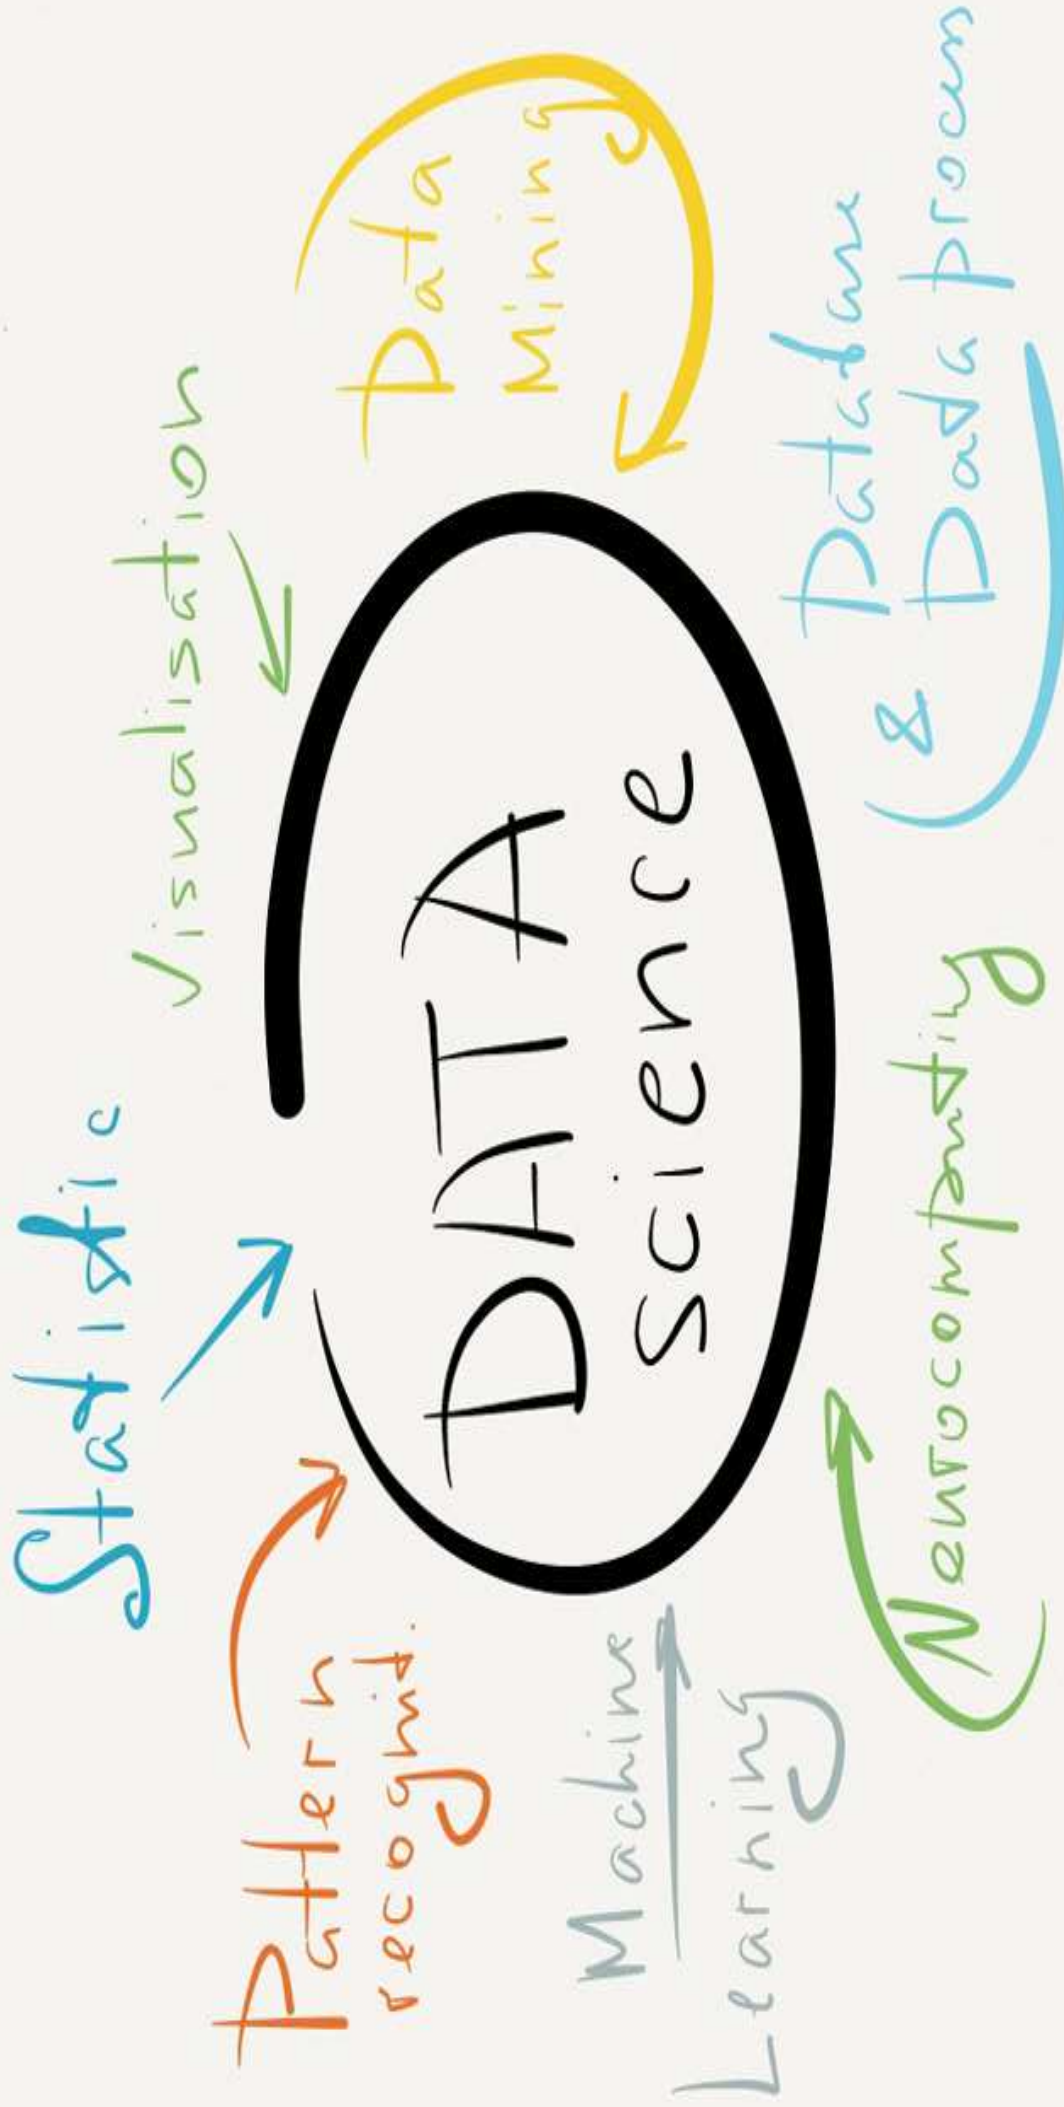 Statistic
Visualisation
Pattern
recognit.
Data
Mining
DATA
science
Machine
Learning
Database
& Data process
Neurocomputing